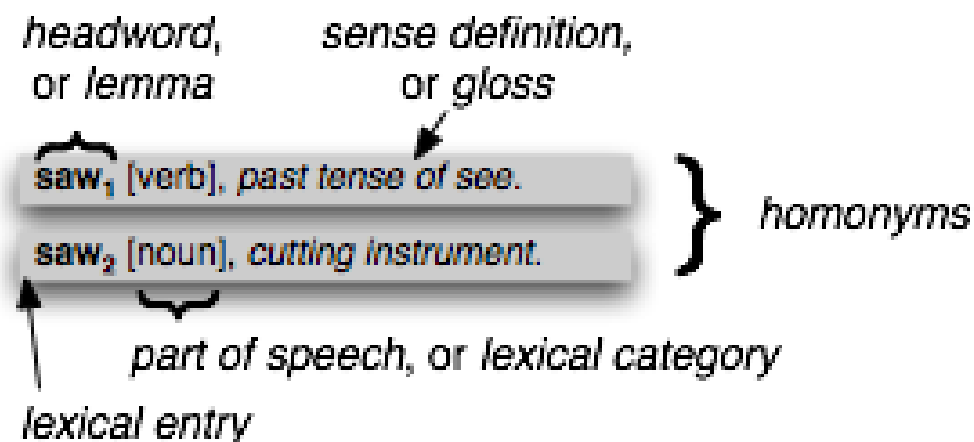 headword,
or lemma
sense definition,
or gloss
saw₁ [verb], past tense of see.
saw₂ [noun], cutting instrument.
homonyms
part of speech, or lexical category
lexical entry